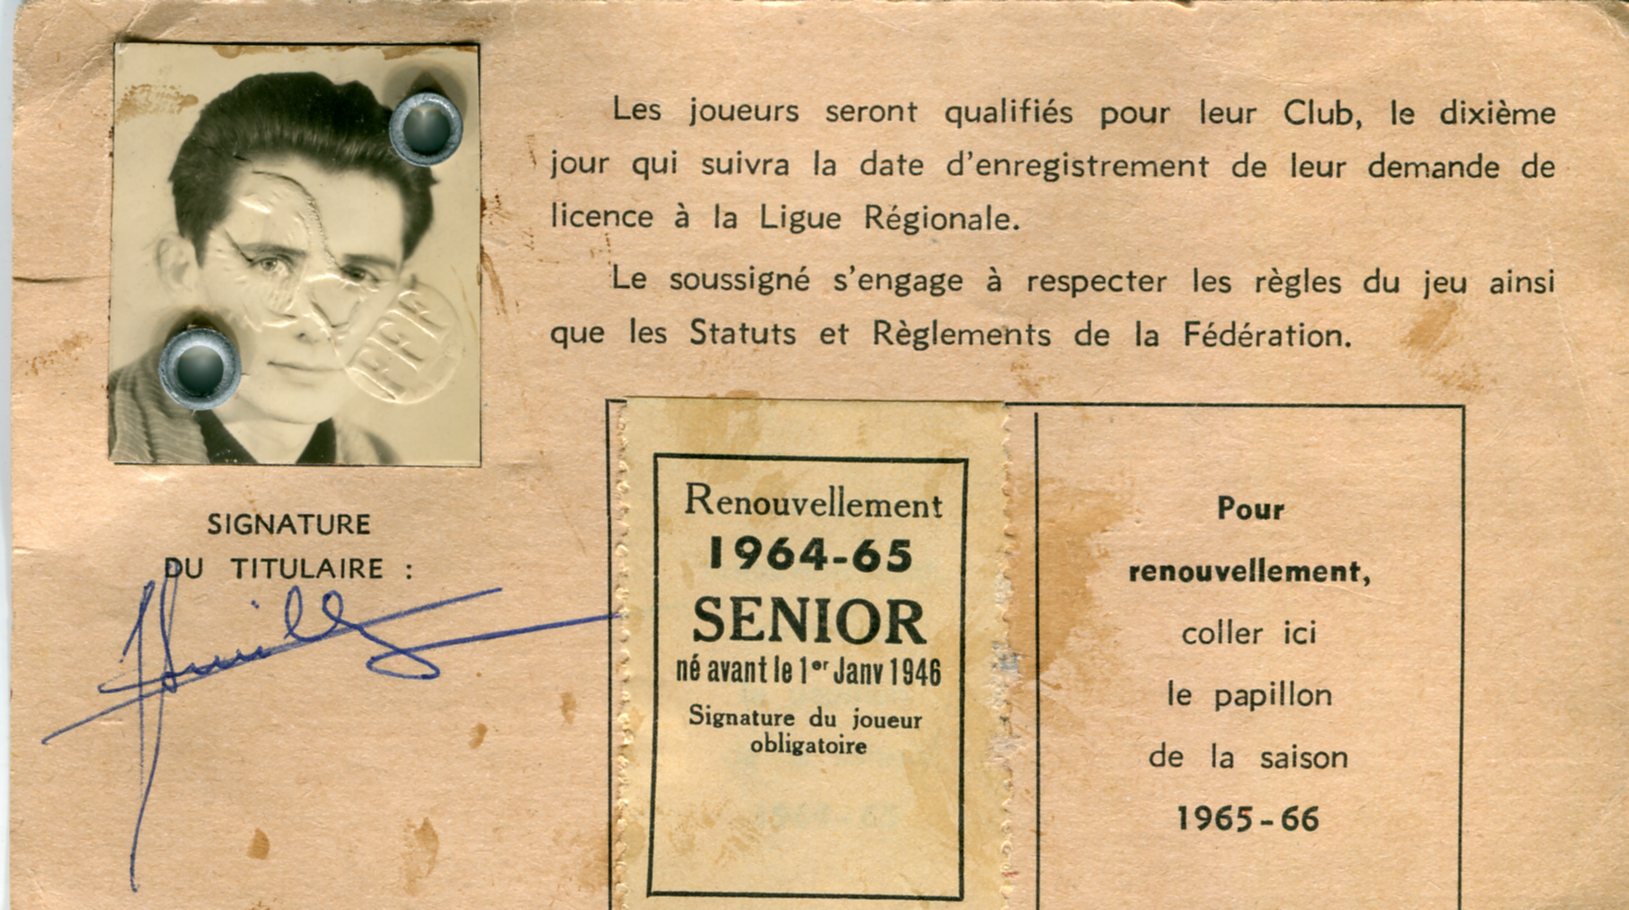 Les joueurs seront qualifiés pour leur Club, le dixième
jour qui suivra la date d'enregistrement de leur demande de
licence à la Ligue Régionale.
Le soussigné s'engage à respecter les règles du jeu ainsi
que les Statuts et Règlements de la Fédération.
FFF
SIGNATURE
DU TITULAIRE :
Renouvellement
1964-65
SENIOR
né avant le 1er Janv 1946
Signature du joueur
obligatoire
Pour
renouvellement,
coller ici
le papillon
de la saison
1965-66